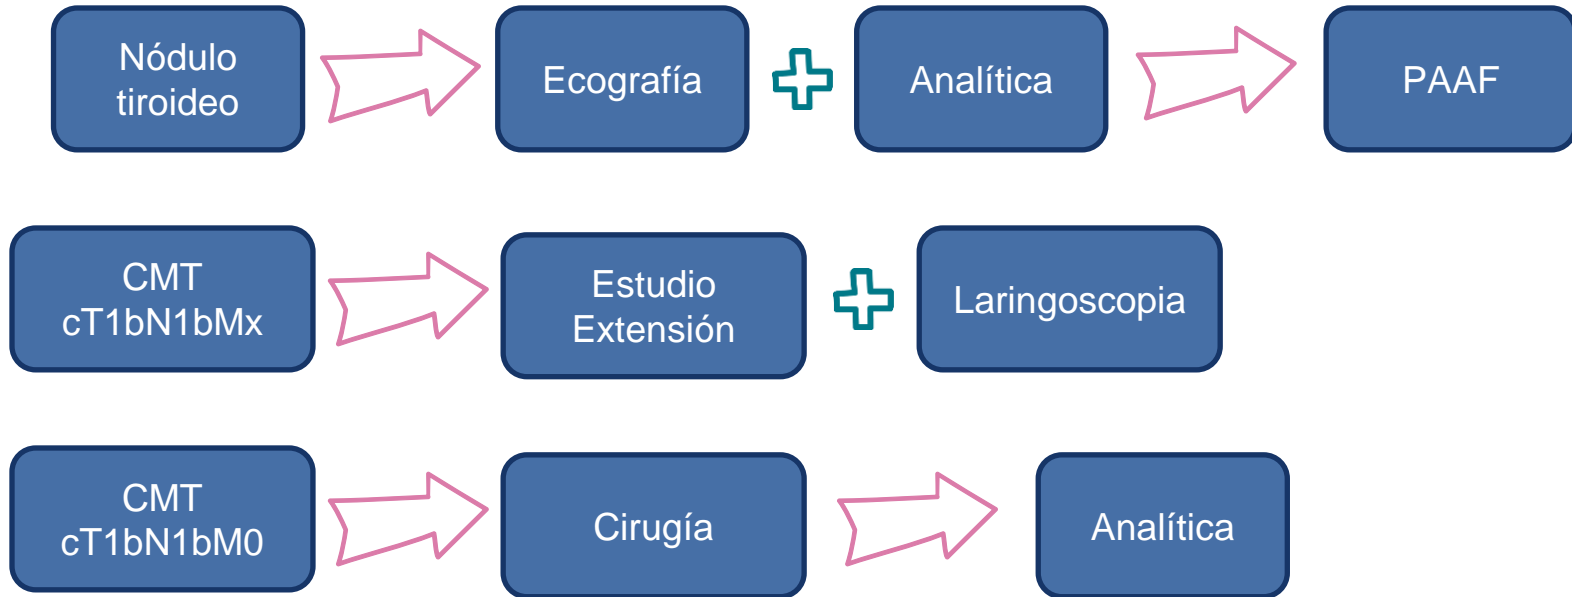 Nódulo
tiroideo
Ecografía
Analítica
PAAF
CMT
cT1bN1bMx
Estudio
Extensión
Laringoscopia
CMT
cT1bN1bM0
Cirugía
Analítica